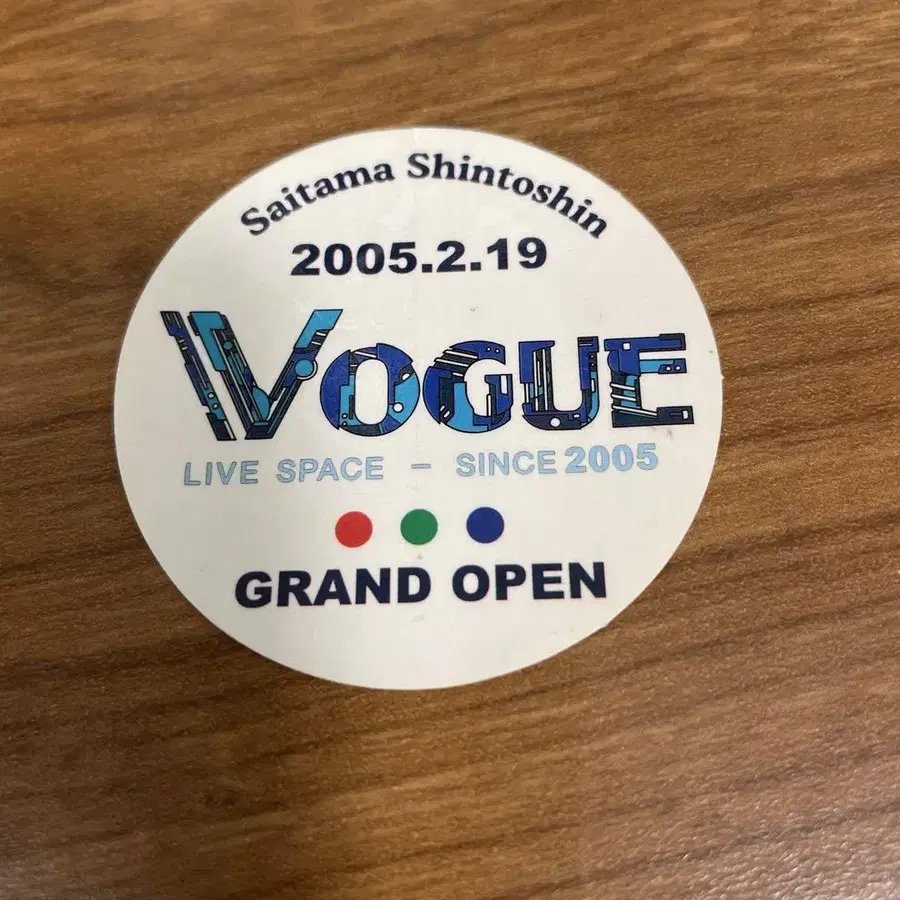 Saitama Shintoshin
2005.2.19
VOGUE
LIVE SPACE – SINCE 2005
GRAND OPEN